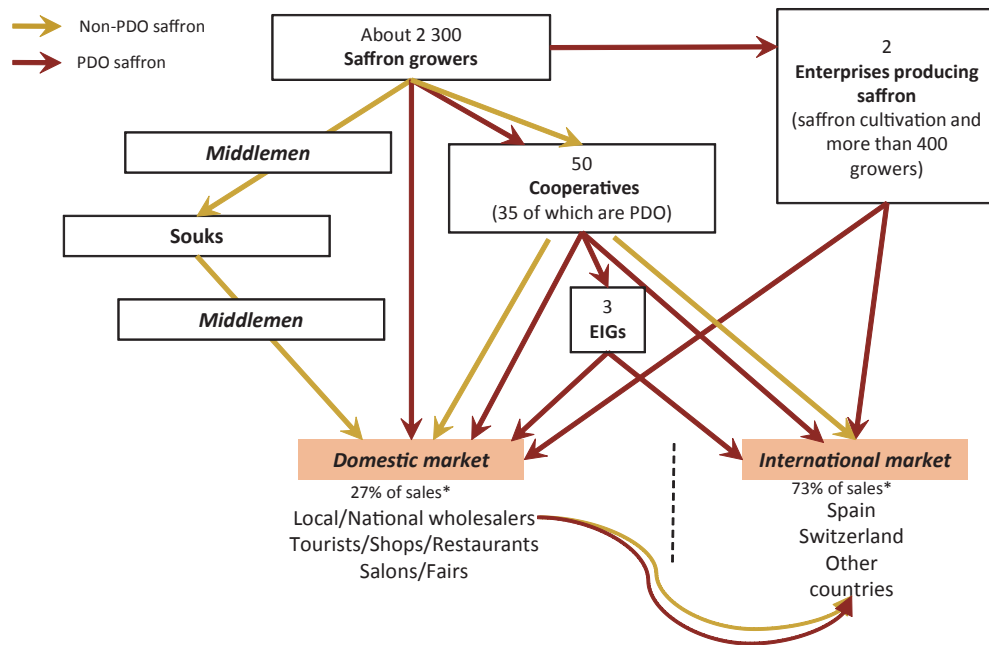 Non-PDO saffron
PDO saffron
About 2 300
Saffron growers
2
Enterprises producing
saffron
(saffron cultivation and
more than 400
growers)
Middlemen
50
Cooperatives
(35 of which are PDO)
Souks
Middlemen
3
EIGs
Domestic market
27% of sales*
Local/National wholesalers
Tourists/Shops/Restaurants
Salons/Fairs
International market
73% of sales*
Spain
Switzerland
Other
countries